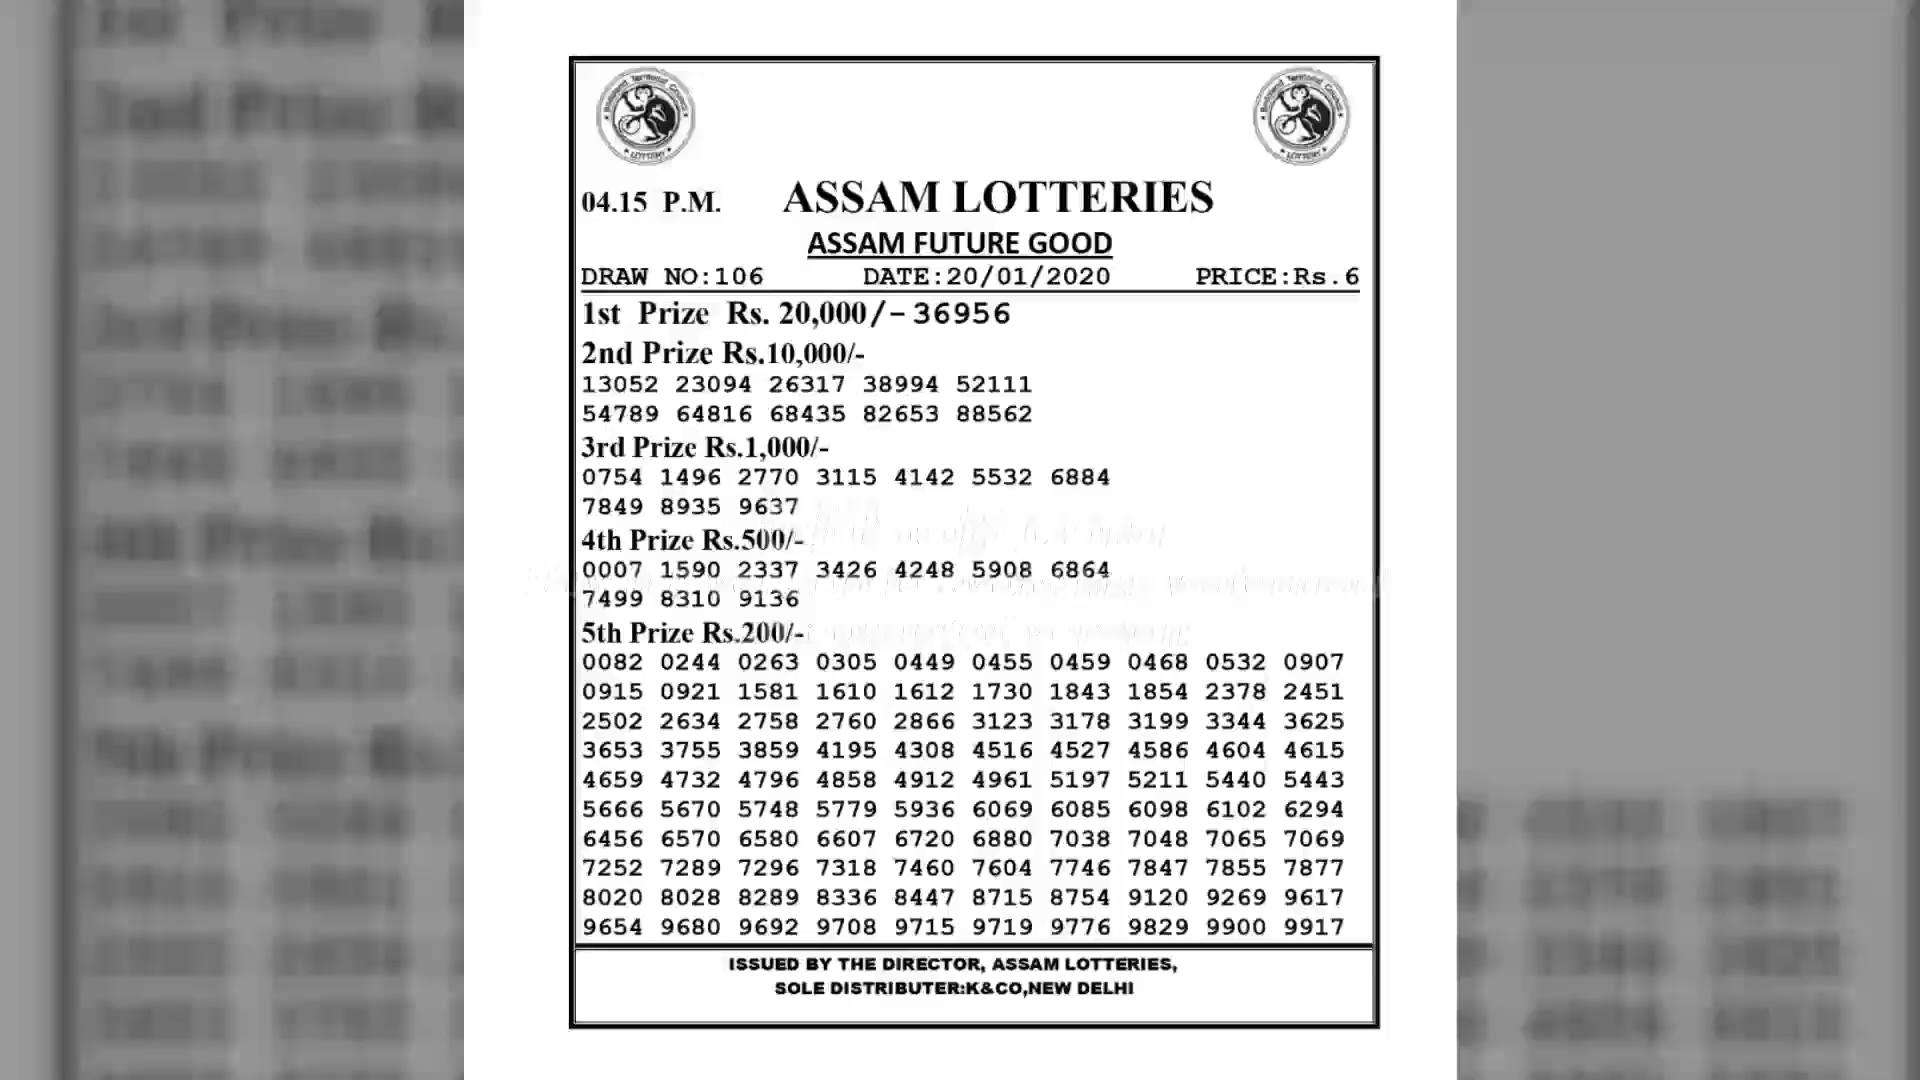 Bodoland Territorial Council
LOTTERY
Bodoland Territorial Council
LOTTERY
04.15 P.M. ASSAM LOTTERIES
ASSAM FUTURE GOOD
DRAW NO:106 DATE:20/01/2020 PRICE:Rs.6
1st Prize Rs. 20,000/-36956
2nd Prize Rs.10,000/-
13052 23094 26317 38994 52111
54789 64816 68435 82653 88562
3rd Prize Rs.1,000/-
0754 1496 2770 3115 4142 5532 6884
7849 8935 9637
4th Prize Rs.500/-
0007 1590 2337 3426 4248 5908 6864
7499 8310 9136
5th Prize Rs.200/-
0082 0244 0263 0305 0449 0455 0459 0468 0532 0907
0915 0921 1581 1610 1612 1730 1843 1854 2378 2451
2502 2634 2758 2760 2866 3123 3178 3199 3344 3625
3653 3755 3859 4195 4308 4516 4527 4586 4604 4615
4659 4732 4796 4858 4912 4961 5197 5211 5440 5443
5666 5670 5748 5779 5936 6069 6085 6098 6102 6294
6456 6570 6580 6607 6720 6880 7038 7048 7065 7069
7252 7289 7296 7318 7460 7604 7746 7847 7855 7877
8020 8028 8289 8336 8447 8715 8754 9120 9269 9617
9654 9680 9692 9708 9715 9719 9776 9829 9900 9917
ISSUED BY THE DIRECTOR, ASSAM LOTTERIES,
SOLE DISTRIBUTER:K&CO,NEW DELHI